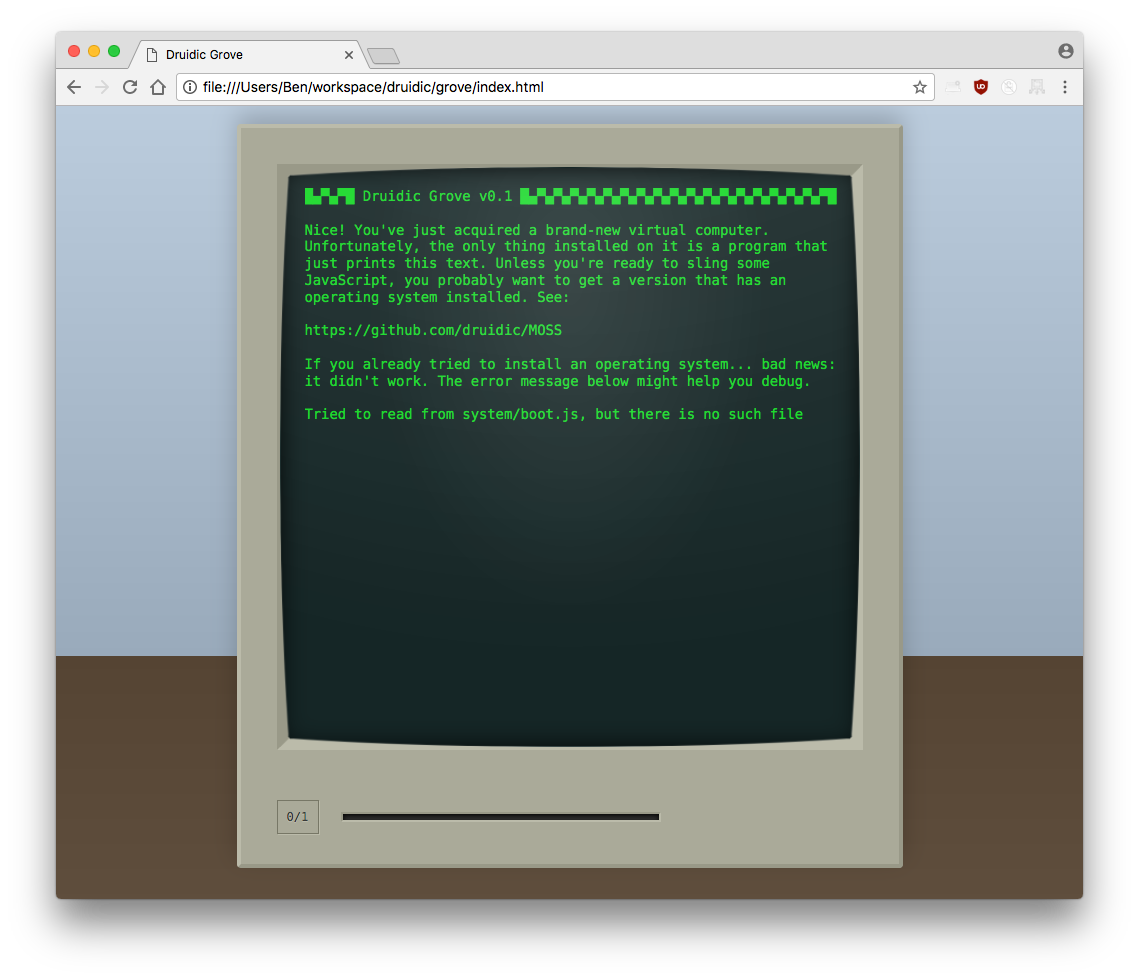 Druidic Grove
file:///Users/Ben/workspace/druidic/grove/index.html
Druidic Grove v0.1
Nice! You've just acquired a brand-new virtual computer.
Unfortunately, the only thing installed on it is a program that
just prints this text. Unless you're ready to sling some
JavaScript, you probably want to get a version that has an
operating system installed. See:
https://github.com/druidic/MOSS
If you already tried to install an operating system... bad news:
it didn't work. The error message below might help you debug.
Tried to read from system/boot.js, but there is no such file
0/1